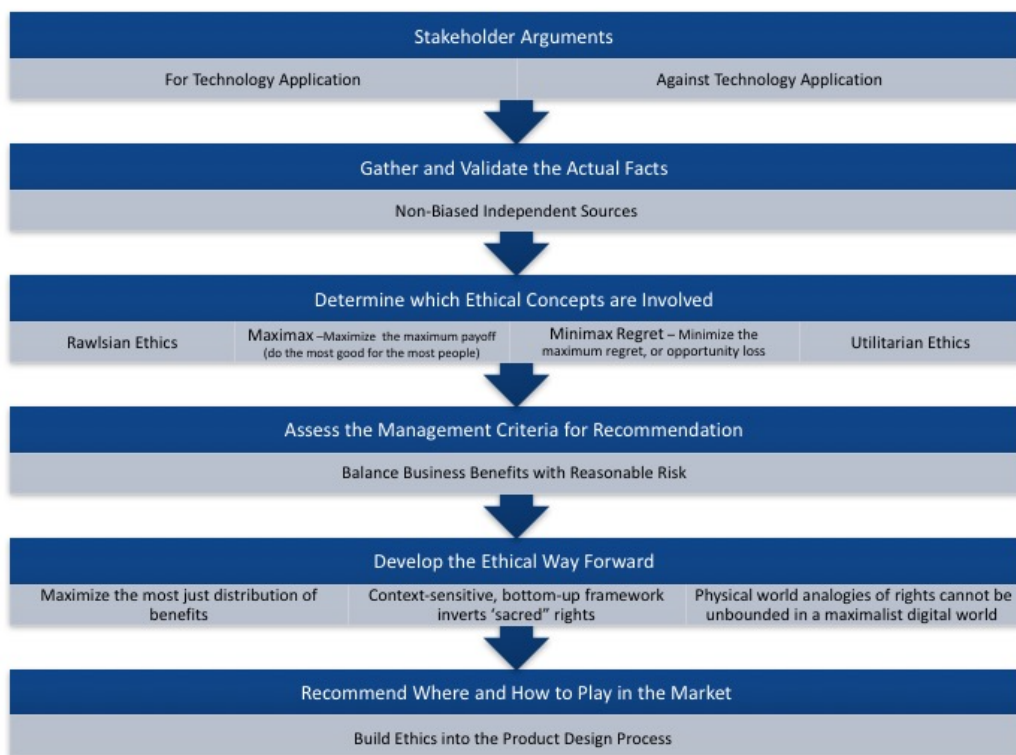 Stakeholder Arguments
For Technology Application
Against Technology Application
Gather and Validate the Actual Facts
Non-Biased Independent Sources
Determine which Ethical Concepts are Involved
Rawlsian Ethics
Maximax –Maximize the maximum payoff
(do the most good for the most people)
Minimax Regret – Minimize the
maximum regret, or opportunity loss
Utilitarian Ethics
Assess the Management Criteria for Recommendation
Balance Business Benefits with Reasonable Risk
Develop the Ethical Way Forward
Maximize the most just distribution of
benefits
Context-sensitive, bottom-up framework
inverts ‘sacred” rights
Physical world analogies of rights cannot be
unbounded in a maximalist digital world
Recommend Where and How to Play in the Market
Build Ethics into the Product Design Process